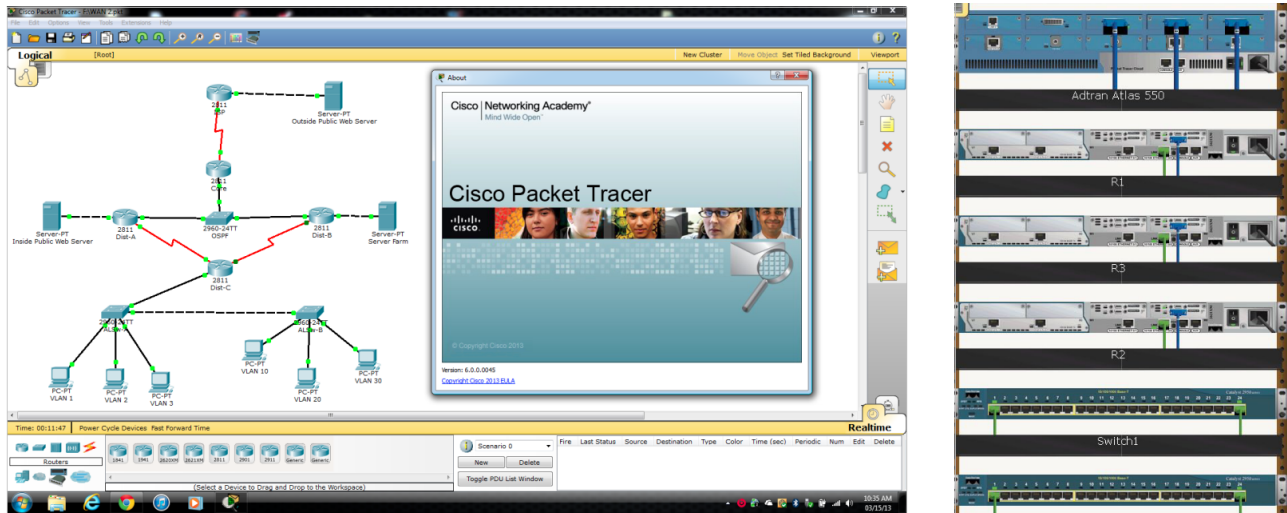 Cisco Packet Tracer - FSWAN 2.pkt
File Edit Options View Tools Extensions Help
Logical [Root] New Cluster Move Object Set Tiled Background Viewport
2811
ISP
Server-PT
Outside Public Web Server
2811
Core
Server-PT
Inside Public Web Server
2811
Dist-A
2960-24TT
OSPF
2811
Dist-B
Server-PT
Server Farm
2811
Dist-C
2960-24TT
2960-24TT
ALSw-B
PC-PT
VLAN 1
PC-PT
VLAN 2
PC-PT
VLAN 3
PC-PT
VLAN 10
PC-PT
VLAN 20
PC-PT
VLAN 30
About
Cisco Networking Academy®
Mind Wide Open™
Cisco Packet Tracer
CISCO
© Copyright Cisco 2013
Version: 6.0.0.0045
Copyright Cisco 2013 EULA
Time: 00:11:47 Power Cycle Devices Fast Forward Time
Realtime
Routers
1841 1941 2620XM 2621XM 2811 2901 2911 Generic Generic
(Select a Device to Drag and Drop to the Workspace)
Scenario 0
New Delete
Toggle PDU List Window
Fire Last Status Source Destination Type Color Time (sec) Periodic Num Edit Delete
10:35 AM
03/15/13
Adtran Atlas 550
R1
R3
R2
Switch1